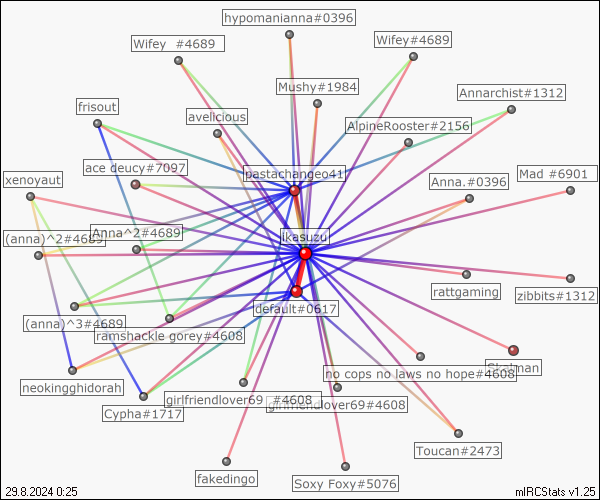 hypomanianna#0396
Wifey  #4689
Wifey#4689
Mushy#1984
Annarchist#1312
frisout
avelicious
AlpineRooster#2156
ace deucy#7097
pastachangeo41
Mad #6901
xenoyaut
Anna.#0396
(anna)^2#4689
Anna^2#4689
ikasuzu
rattgaming
zibbits#1312
default#0617
(anna)^3#4689
ramshackle gorey#4608
no cops no laws no hope#4608
neokingghidorah
girlfriendlover69  #4608
girlfriendlover69#4608
Cypha#1717
Toucan#2473
fakedingo
Soxy Foxy#5076
29.8.2024 0:25
mIRCStats v1.25